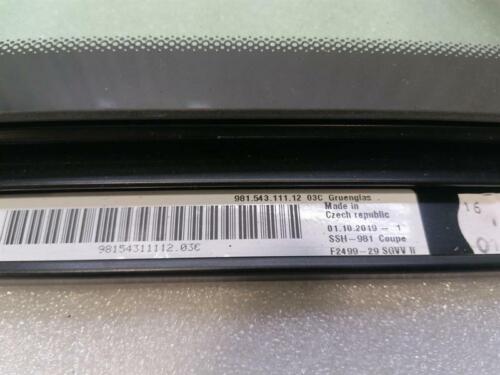 981.543.111.12 03C Gruenglas
Made in
Czech republic
01.10.2019 - 1
SSH-981 Coupe
F2499-29 SGVV II
98154311112.03C
16